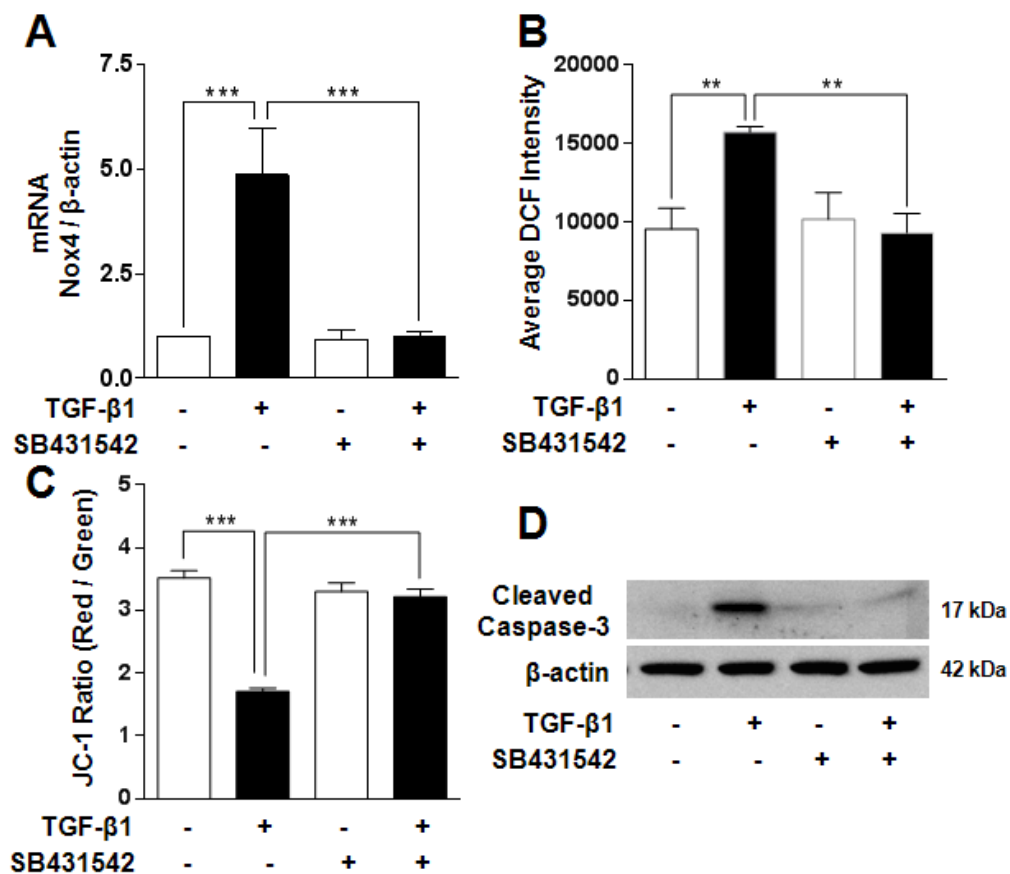 A
mRNA
Nox4 / β-actin
7.5
5.0
2.5
0.0
*** ***
TGF-β1 - + - +
SB431542 - - + +
B
Average DCF Intensity
20000
15000
10000
5000
0
** **
TGF-β1 - + - +
SB431542 - - + +
C
JC-1 Ratio (Red / Green)
5
4
3
2
1
0
*** ***
TGF-β1 - + - +
SB431542 - - + +
D
Cleaved
Caspase-3 17 kDa
β-actin 42 kDa
TGF-β1 - + - +
SB431542 - - + +